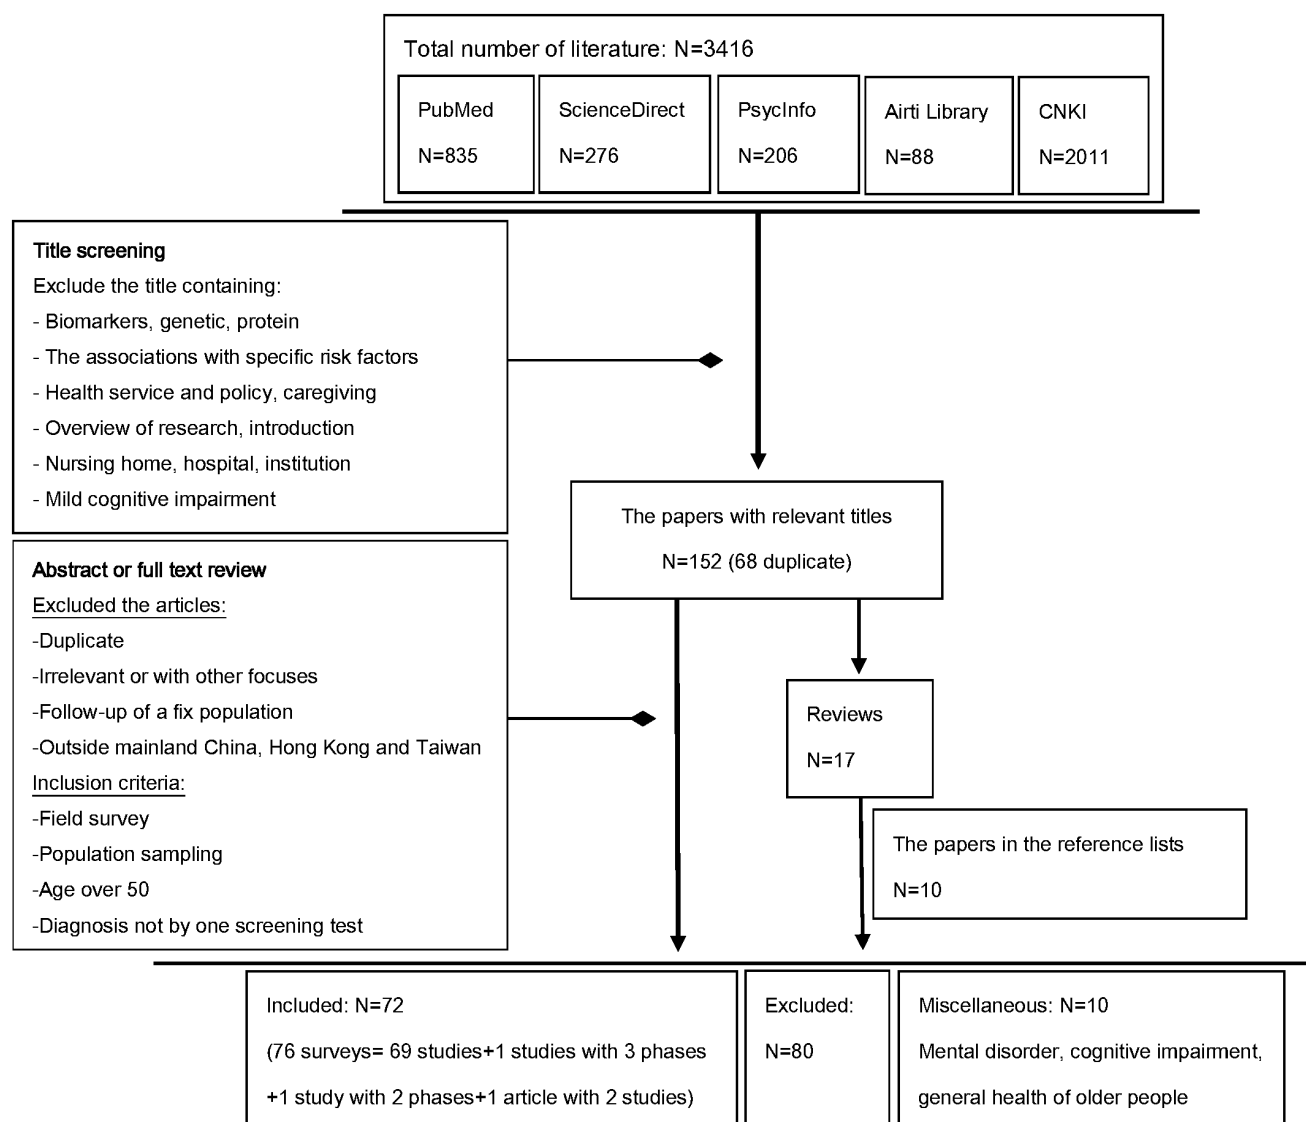 Total number of literature: N=3416
PubMed
N=835
ScienceDirect
N=276
PsycInfo
N=206
Airti Library
N=88
CNKI
N=2011
Title screening
Exclude the title containing:
- Biomarkers, genetic, protein
- The associations with specific risk factors
- Health service and policy, caregiving
- Overview of research, introduction
- Nursing home, hospital, institution
- Mild cognitive impairment
The papers with relevant titles
N=152 (68 duplicate)
Abstract or full text review
Excluded the articles:
-Duplicate
-Irrelevant or with other focuses
-Follow-up of a fix population
-Outside mainland China, Hong Kong and Taiwan
Inclusion criteria:
-Field survey
-Population sampling
-Age over 50
-Diagnosis not by one screening test
Reviews
N=17
The papers in the reference lists
N=10
Included: N=72
(76 surveys= 69 studies+1 studies with 3 phases
+1 study with 2 phases+1 article with 2 studies)
Excluded:
N=80
Miscellaneous: N=10
Mental disorder, cognitive impairment,
general health of older people